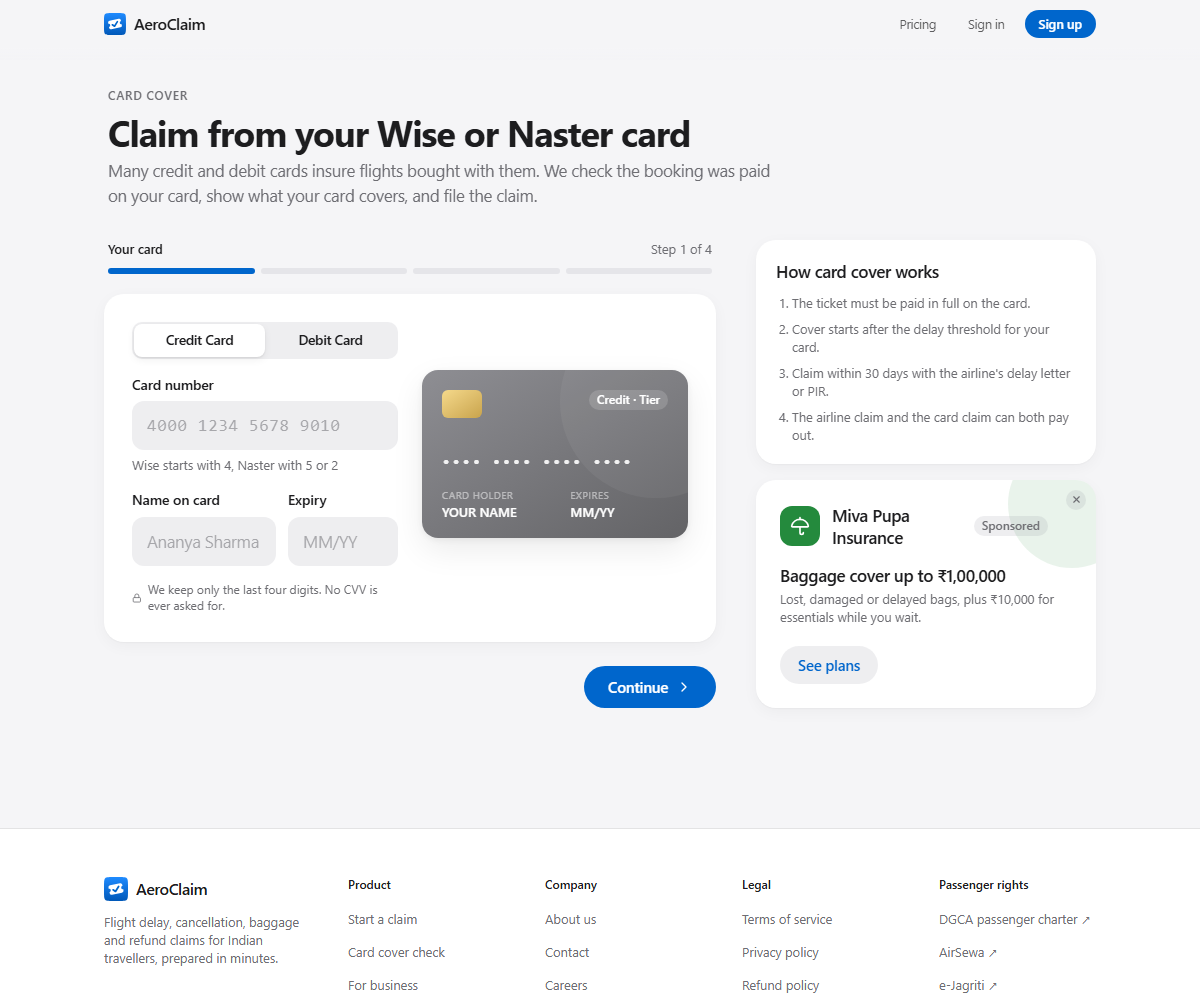 AeroClaim
Pricing
Sign in
Sign up
CARD COVER
Claim from your Wise or Naster card
Many credit and debit cards insure flights bought with them. We check the booking was paid
on your card, show what your card covers, and file the claim.
Your card
Step 1 of 4
Credit Card
Debit Card
Card number
4000 1234 5678 9010
Wise starts with 4, Naster with 5 or 2
Name on card
Expiry
Ananya Sharma
MM/YY
We keep only the last four digits. No CVV is
ever asked for.
Credit · Tier
•••• •••• •••• ••••
CARD HOLDER
EXPIRES
YOUR NAME
MM/YY
Continue
How card cover works
1. The ticket must be paid in full on the card.
2. Cover starts after the delay threshold for your
card.
3. Claim within 30 days with the airline's delay letter
or PIR.
4. The airline claim and the card claim can both pay
out.
Miva Pupa
Insurance
Sponsored
Baggage cover up to ₹1,00,000
Lost, damaged or delayed bags, plus ₹10,000 for
essentials while you wait.
See plans
AeroClaim
Flight delay, cancellation, baggage
and refund claims for Indian
travellers, prepared in minutes.
Product
Start a claim
Card cover check
For business
Company
About us
Contact
Careers
Legal
Terms of service
Privacy policy
Refund policy
Passenger rights
DGCA passenger charter ↗
AirSewa ↗
e-Jagriti ↗